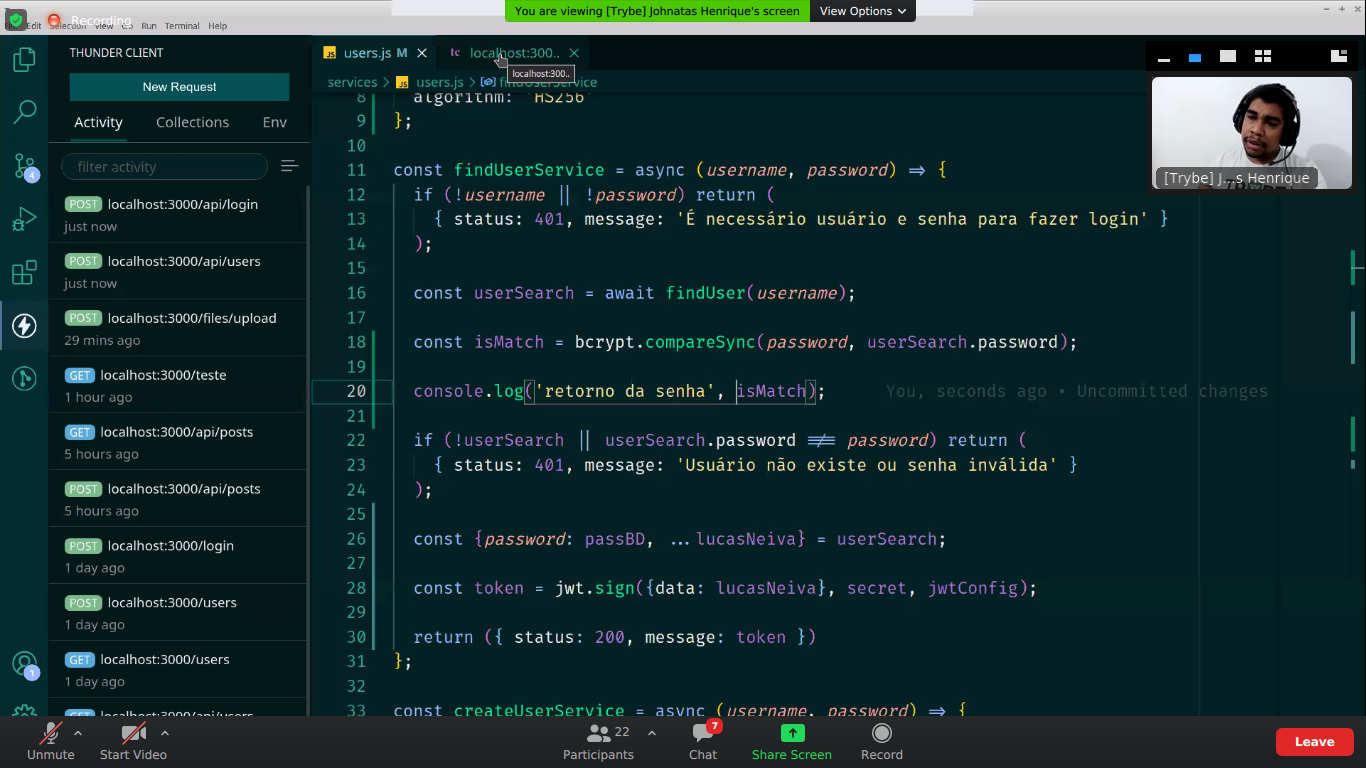 Recording
You are viewing [Trybe] Johnatas Henrique's screen
View Options
File Edit Selection View Go Run Terminal Help
THUNDER CLIENT
New Request
Activity Collections Env
filter activity
POST localhost:3000/api/login
just now
POST localhost:3000/api/users
just now
POST localhost:3000/files/upload
29 mins ago
GET localhost:3000/teste
1 hour ago
GET localhost:3000/api/posts
5 hours ago
POST localhost:3000/api/posts
5 hours ago
POST localhost:3000/login
1 day ago
POST localhost:3000/users
1 day ago
GET localhost:3000/users
1 day ago
GET localhost:3000/api/users
4
1
JS users.js M
tc localhost:300..
localhost:300..
services > JS users.js > findUserService
8 algorithm: 'HS256'
9 };
10
11 const findUserService = async (username, password) => {
12 if (!username || !password) return (
13 { status: 401, message: 'É necessário usuário e senha para fazer login' }
14 );
15
16 const userSearch = await findUser(username);
17
18 const isMatch = bcrypt.compareSync(password, userSearch.password);
19
20 console.log('retorno da senha', isMatch); You, seconds ago • Uncommitted changes
21
22 if (!userSearch || userSearch.password !== password) return (
23 { status: 401, message: 'Usuário não existe ou senha inválida' }
24 );
25
26 const {password: passBD, ...lucasNeiva} = userSearch;
27
28 const token = jwt.sign({data: lucasNeiva}, secret, jwtConfig);
29
30 return ({ status: 200, message: token })
31 };
32
33 const createUserService = async (username, password) => {
[Trybe] J...s Henrique
Unmute
Start Video
22
Participants
7
Chat
Share Screen
Record
Leave